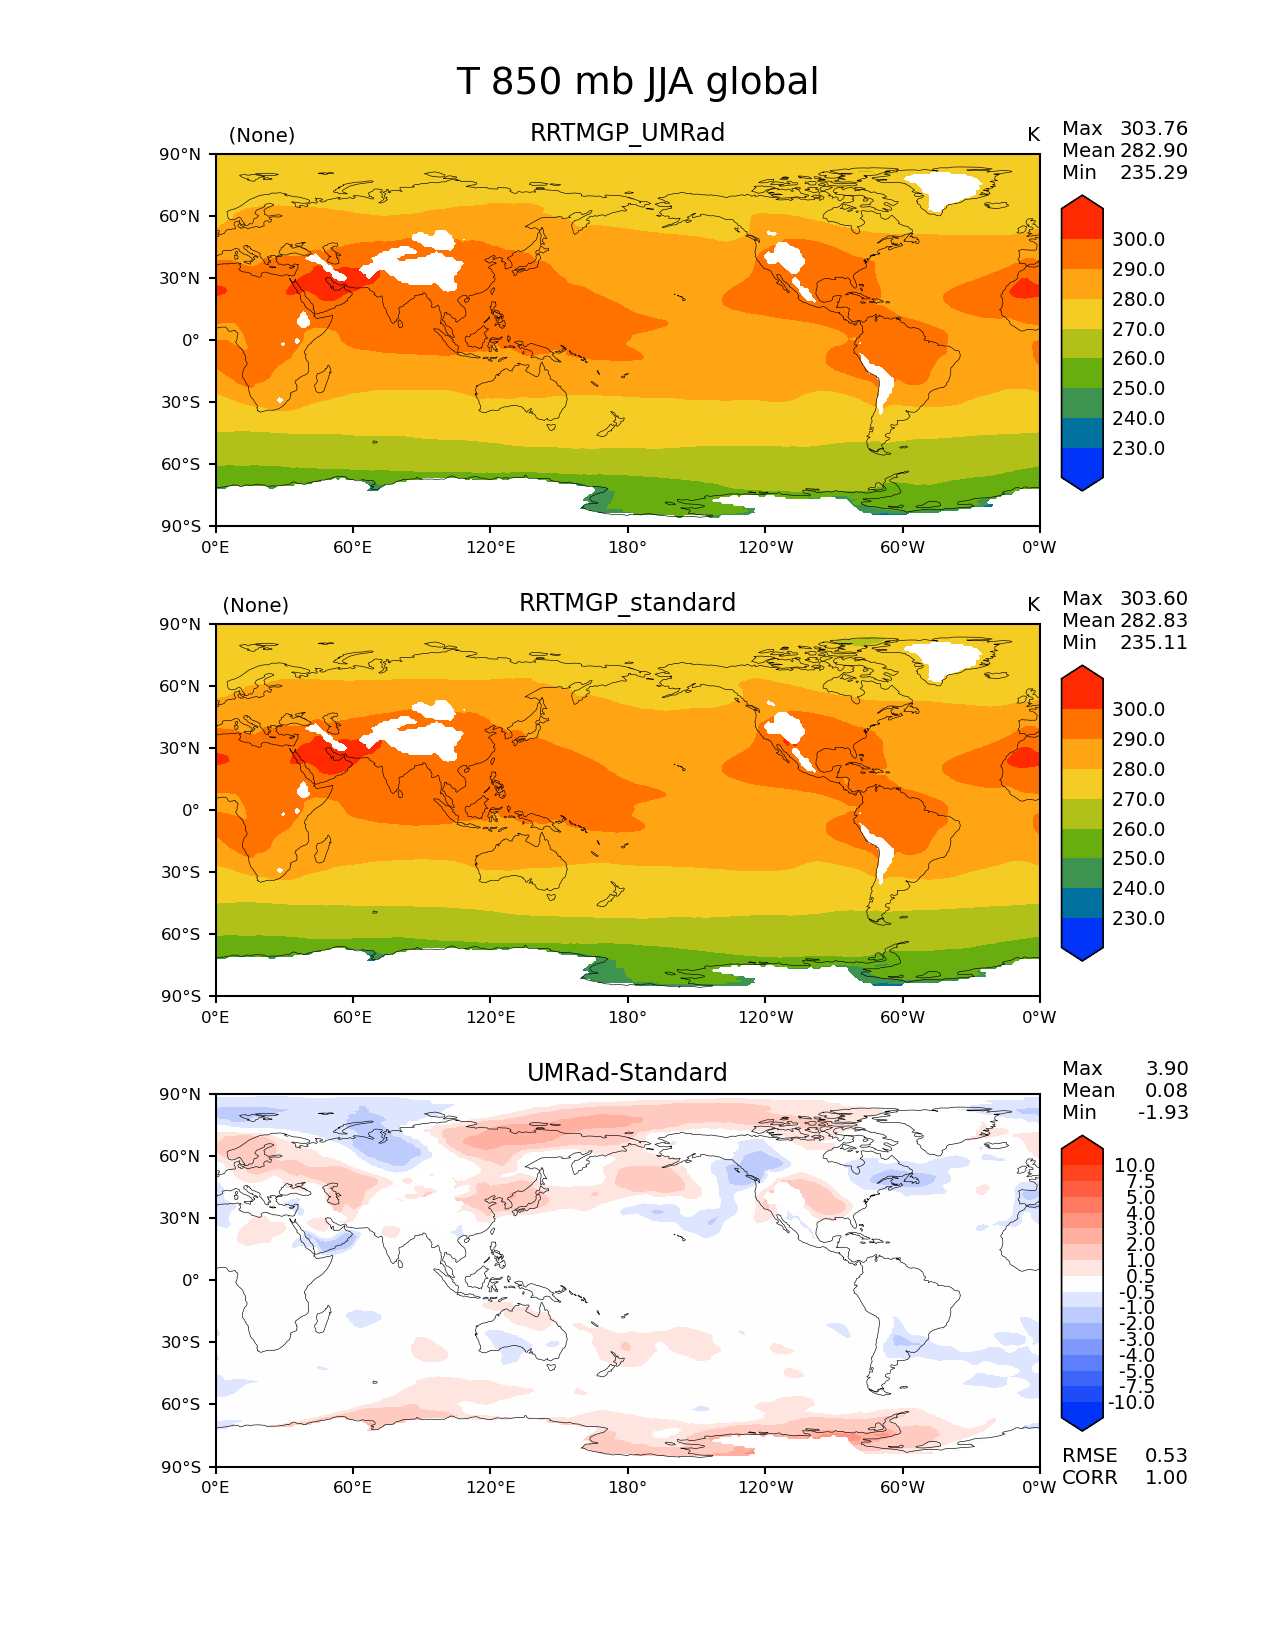 T 850 mb JJA global
(None) RRTMGP_UMRad K
Max 303.76
Mean 282.90
Min 235.29
90°N
60°N
30°N
0°
30°S
60°S
90°S
0°E 60°E 120°E 180° 120°W 60°W 0°W
300.0
290.0
280.0
270.0
260.0
250.0
240.0
230.0
(None) RRTMGP_standard K
Max 303.60
Mean 282.83
Min 235.11
90°N
60°N
30°N
0°
30°S
60°S
90°S
0°E 60°E 120°E 180° 120°W 60°W 0°W
300.0
290.0
280.0
270.0
260.0
250.0
240.0
230.0
UMRad-Standard
Max 3.90
Mean 0.08
Min -1.93
90°N
60°N
30°N
0°
30°S
60°S
90°S
0°E 60°E 120°E 180° 120°W 60°W 0°W
10.0
7.5
5.0
4.0
3.0
2.0
1.0
0.5
-0.5
-1.0
-2.0
-3.0
-4.0
-5.0
-7.5
-10.0
RMSE 0.53
CORR 1.00